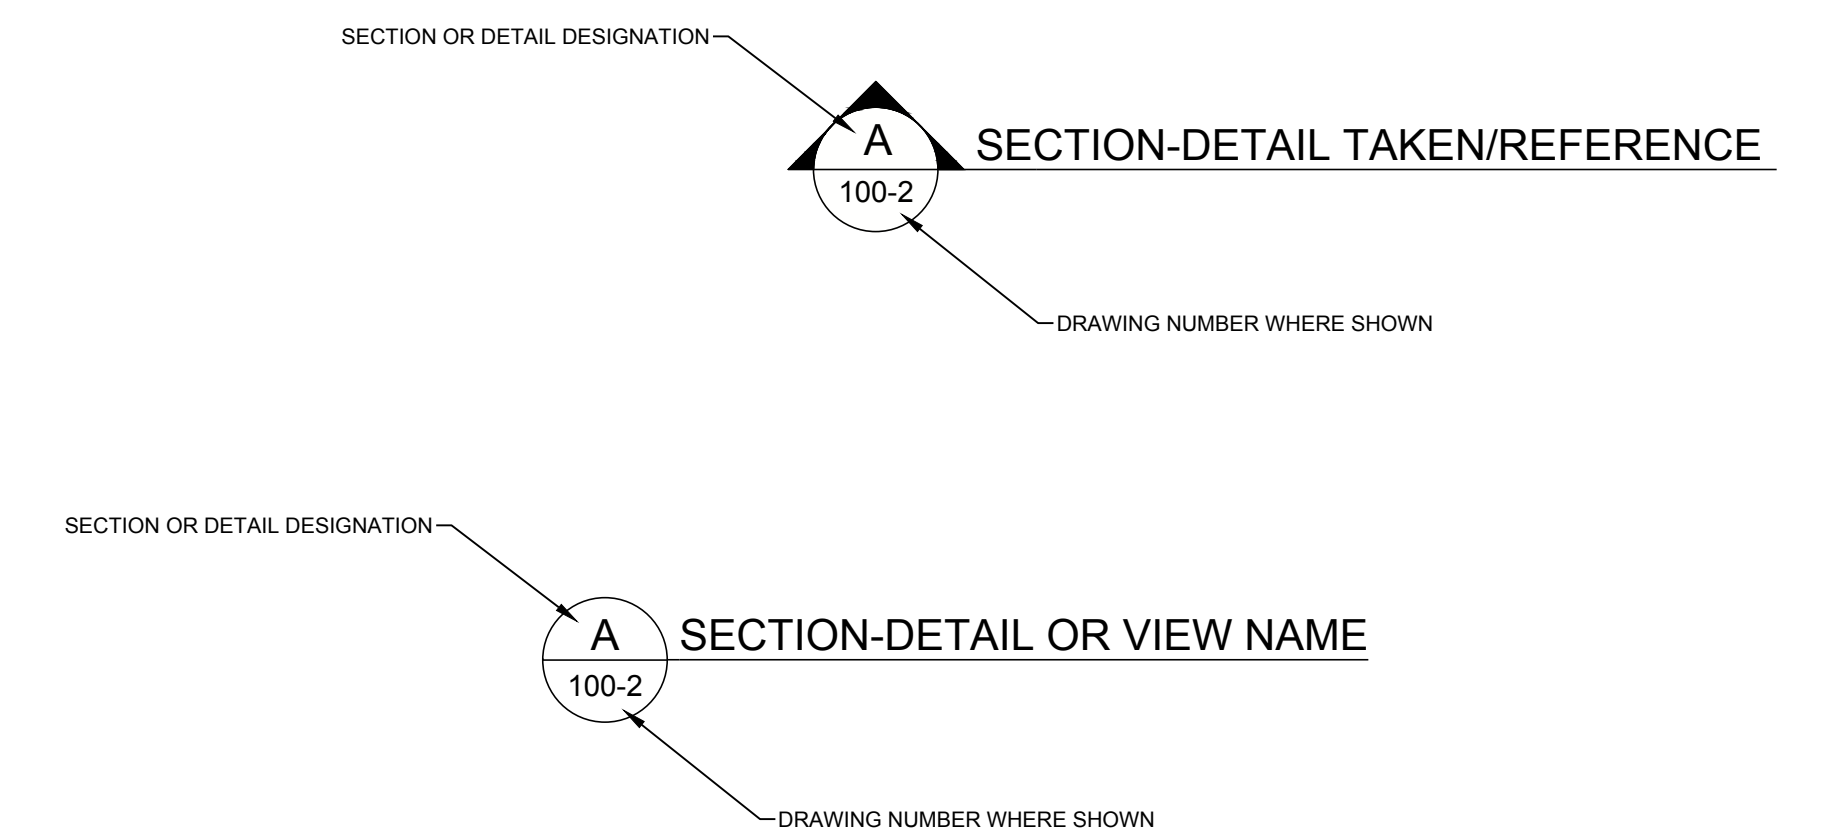 SECTION OR DETAIL DESIGNATION
A
SECTION-DETAIL TAKEN/REFERENCE
100-2
DRAWING NUMBER WHERE SHOWN
SECTION OR DETAIL DESIGNATION
A
SECTION-DETAIL OR VIEW NAME
100-2
DRAWING NUMBER WHERE SHOWN